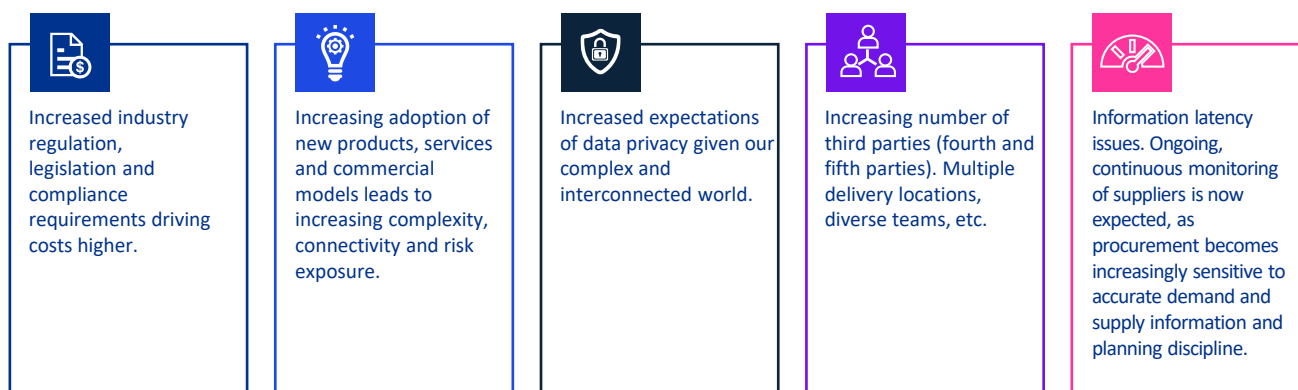 Increased industry
regulation,
legislation and
compliance
requirements driving
costs higher.
Increasing adoption of
new products, services
and commercial
models leads to
increasing complexity,
connectivity and risk
exposure.
Increased expectations
of data privacy given our
complex and
interconnected world.
Increasing number of
third parties (fourth and
fifth parties). Multiple
delivery locations,
diverse teams, etc.
Information latency
issues. Ongoing,
continuous monitoring
of suppliers is now
expected, as
procurement becomes
increasingly sensitive to
accurate demand and
supply information and
planning discipline.